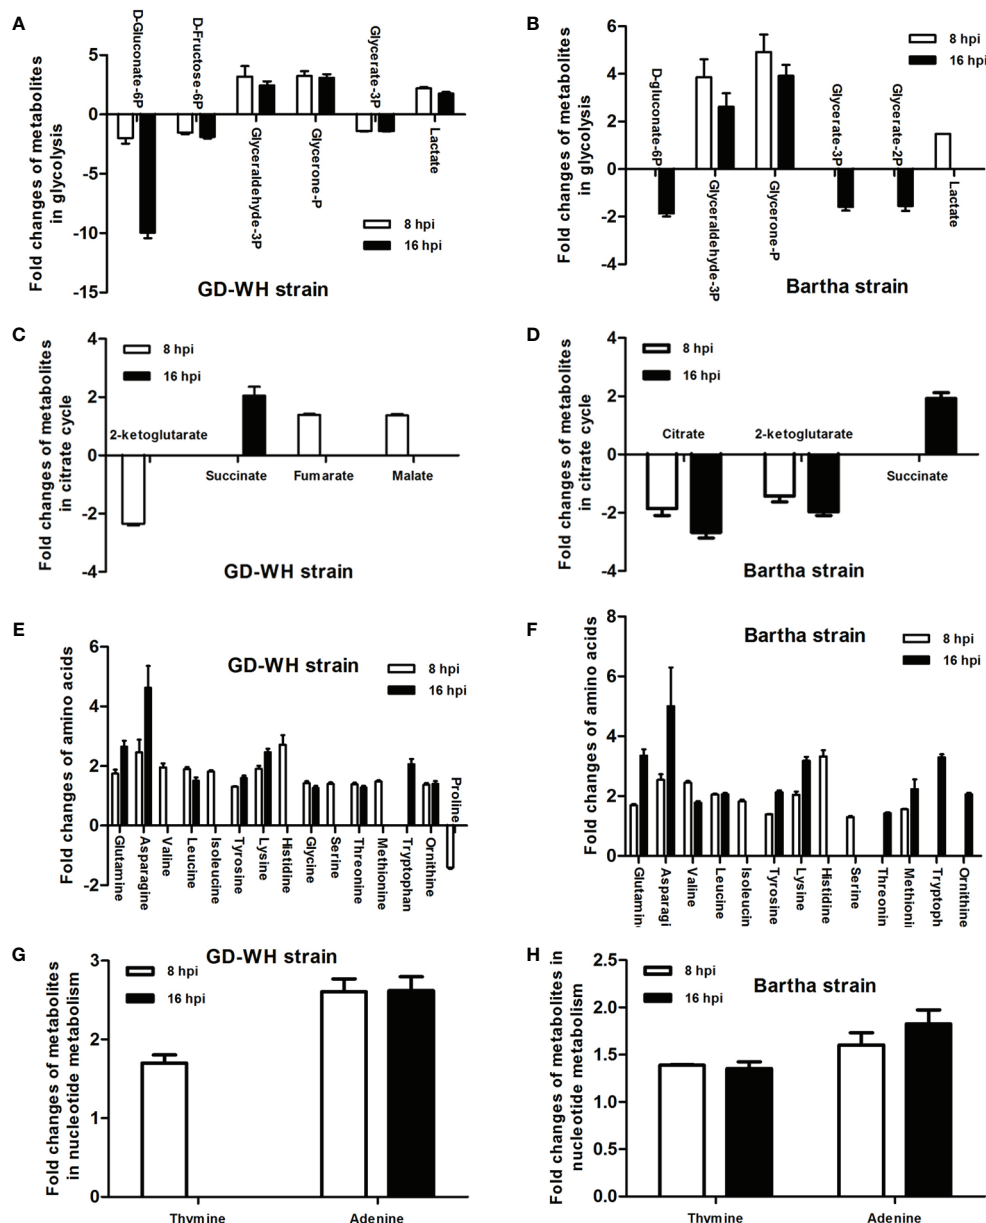 A
Fold changes of metabolites
in glycolysis
5
0
-5
-10
-15
D-Gluconate-6P
D-Fructose-6P
Glyceraldehyde-3P
Glycerone-P
Glycerate-3P
Lactate
8 hpi
16 hpi
GD-WH strain
B
Fold changes of metabolites
in glycolysis
6
4
2
0
-2
-4
D-gluconate-6P
Glyceraldehyde-3P
Glycerone-P
Glycerate-3P
Glycerate-2P
Lactate
8 hpi
16 hpi
Bartha strain
C
Fold changes of metabolites
in citrate cycle
4
2
0
-2
-4
8 hpi
16 hpi
2-ketoglutarate
Succinate
Fumarate
Malate
GD-WH strain
D
Fold changes of metabolites
in citrate cycle
4
2
0
-2
-4
8 hpi
16 hpi
Citrate
2-ketoglutarate
Succinate
Bartha strain
E
Fold changes of amino acids
6
4
2
0
-2
GD-WH strain
8 hpi
16 hpi
Glutamine
Asparagine
Valine
Leucine
Isoleucine
Tyrosine
Lysine
Histidine
Glycine
Serine
Threonine
Methionine
Tryptophan
Ornithine
Proline
F
Fold changes of amino acids
8
6
4
2
0
Bartha strain
8 hpi
16 hpi
Glutamin
Asparagi
Valine
Leucine
Isoleucin
Tyrosine
Lysine
Histidine
Serine
Threonin
Methioni
Tryptoph
Ornithine
G
Fold changes of metabolites
in nucleotide metabolism
3
2
1
0
GD-WH strain
8 hpi
16 hpi
Thymine
Adenine
H
Fold changes of metabolites in
nucleotide metabolism
2.5
2.0
1.5
1.0
0.5
0.0
8 hpi
16 hpi
Bartha strain
Thymine
Adenine